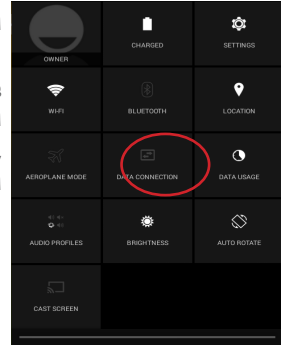 OWNER
CHARGED
SETTINGS
WI-FI
BLUETOOTH
LOCATION
AEROPLANE MODE
DATA CONNECTION
DATA USAGE
AUDIO PROFILES
BRIGHTNESS
AUTO ROTATE
CAST SCREEN